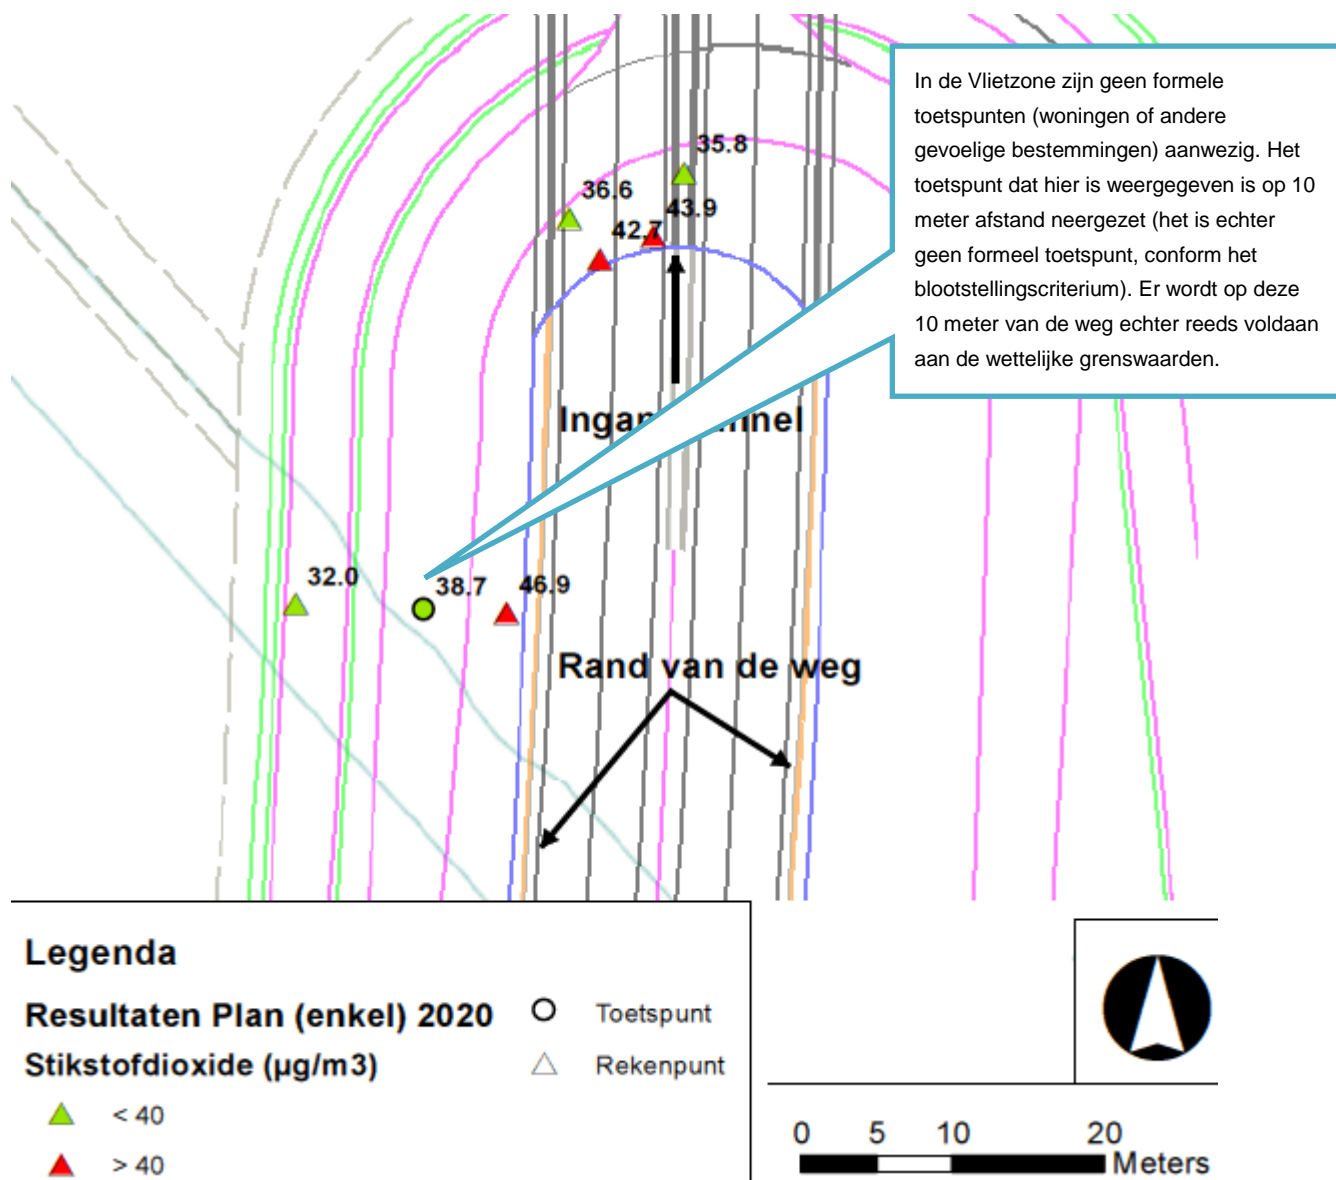 In de Vlietzone zijn geen formele
toetspunten (woningen of andere
gevoelige bestemmingen) aanwezig. Het
toetspunt dat hier is weergegeven is op 10
meter afstand neergezet (het is echter
geen formeel toetspunt, conform het
blootstellingscriterium). Er wordt op deze
10 meter van de weg echter reeds voldaan
aan de wettelijke grenswaarden.
35.8
36.6
43.9
42.7
32.0
38.7
46.9
Rand van de weg
Legenda
Resultaten Plan (enkel) 2020
Toetspunt
Stikstofdioxide (µg/m3)
Rekenpunt
< 40
> 40
0 5 10 20
Meters